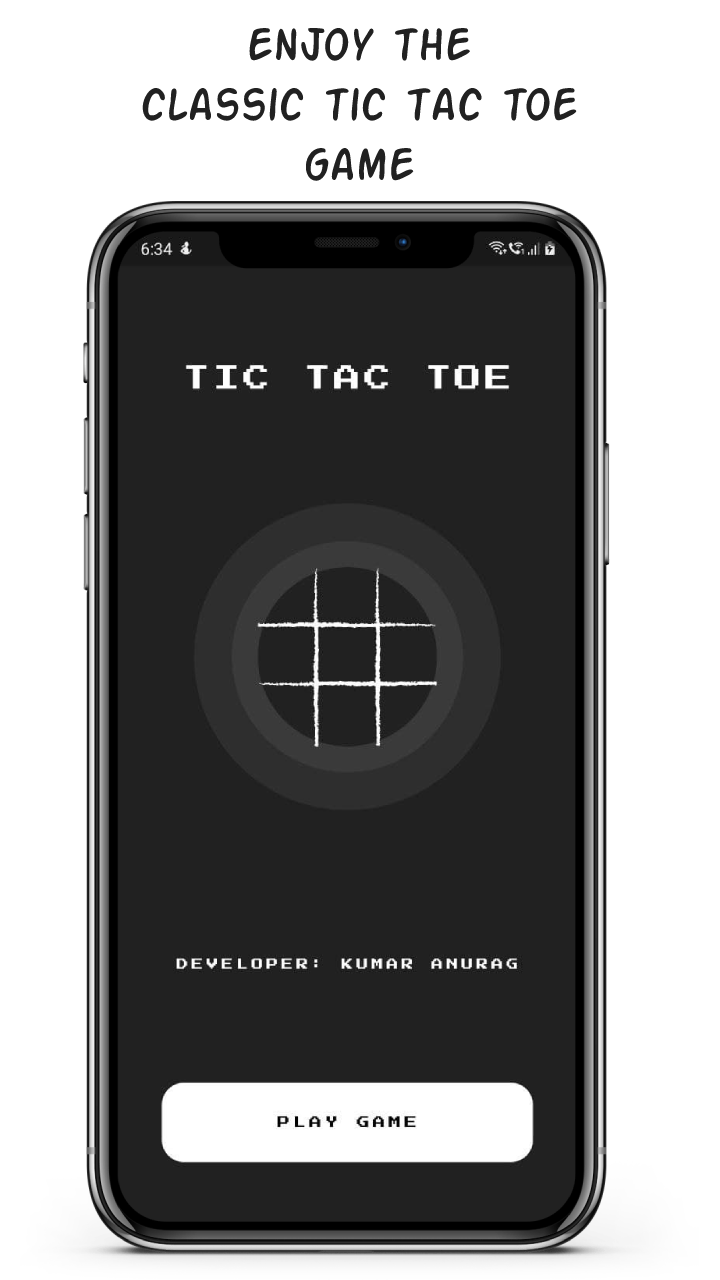 ENJOY THE
CLASSIC TIC TAC TOE
GAME
6:34
TIC TAC TOE
DEVELOPER: KUMAR ANURAG
PLAY GAME